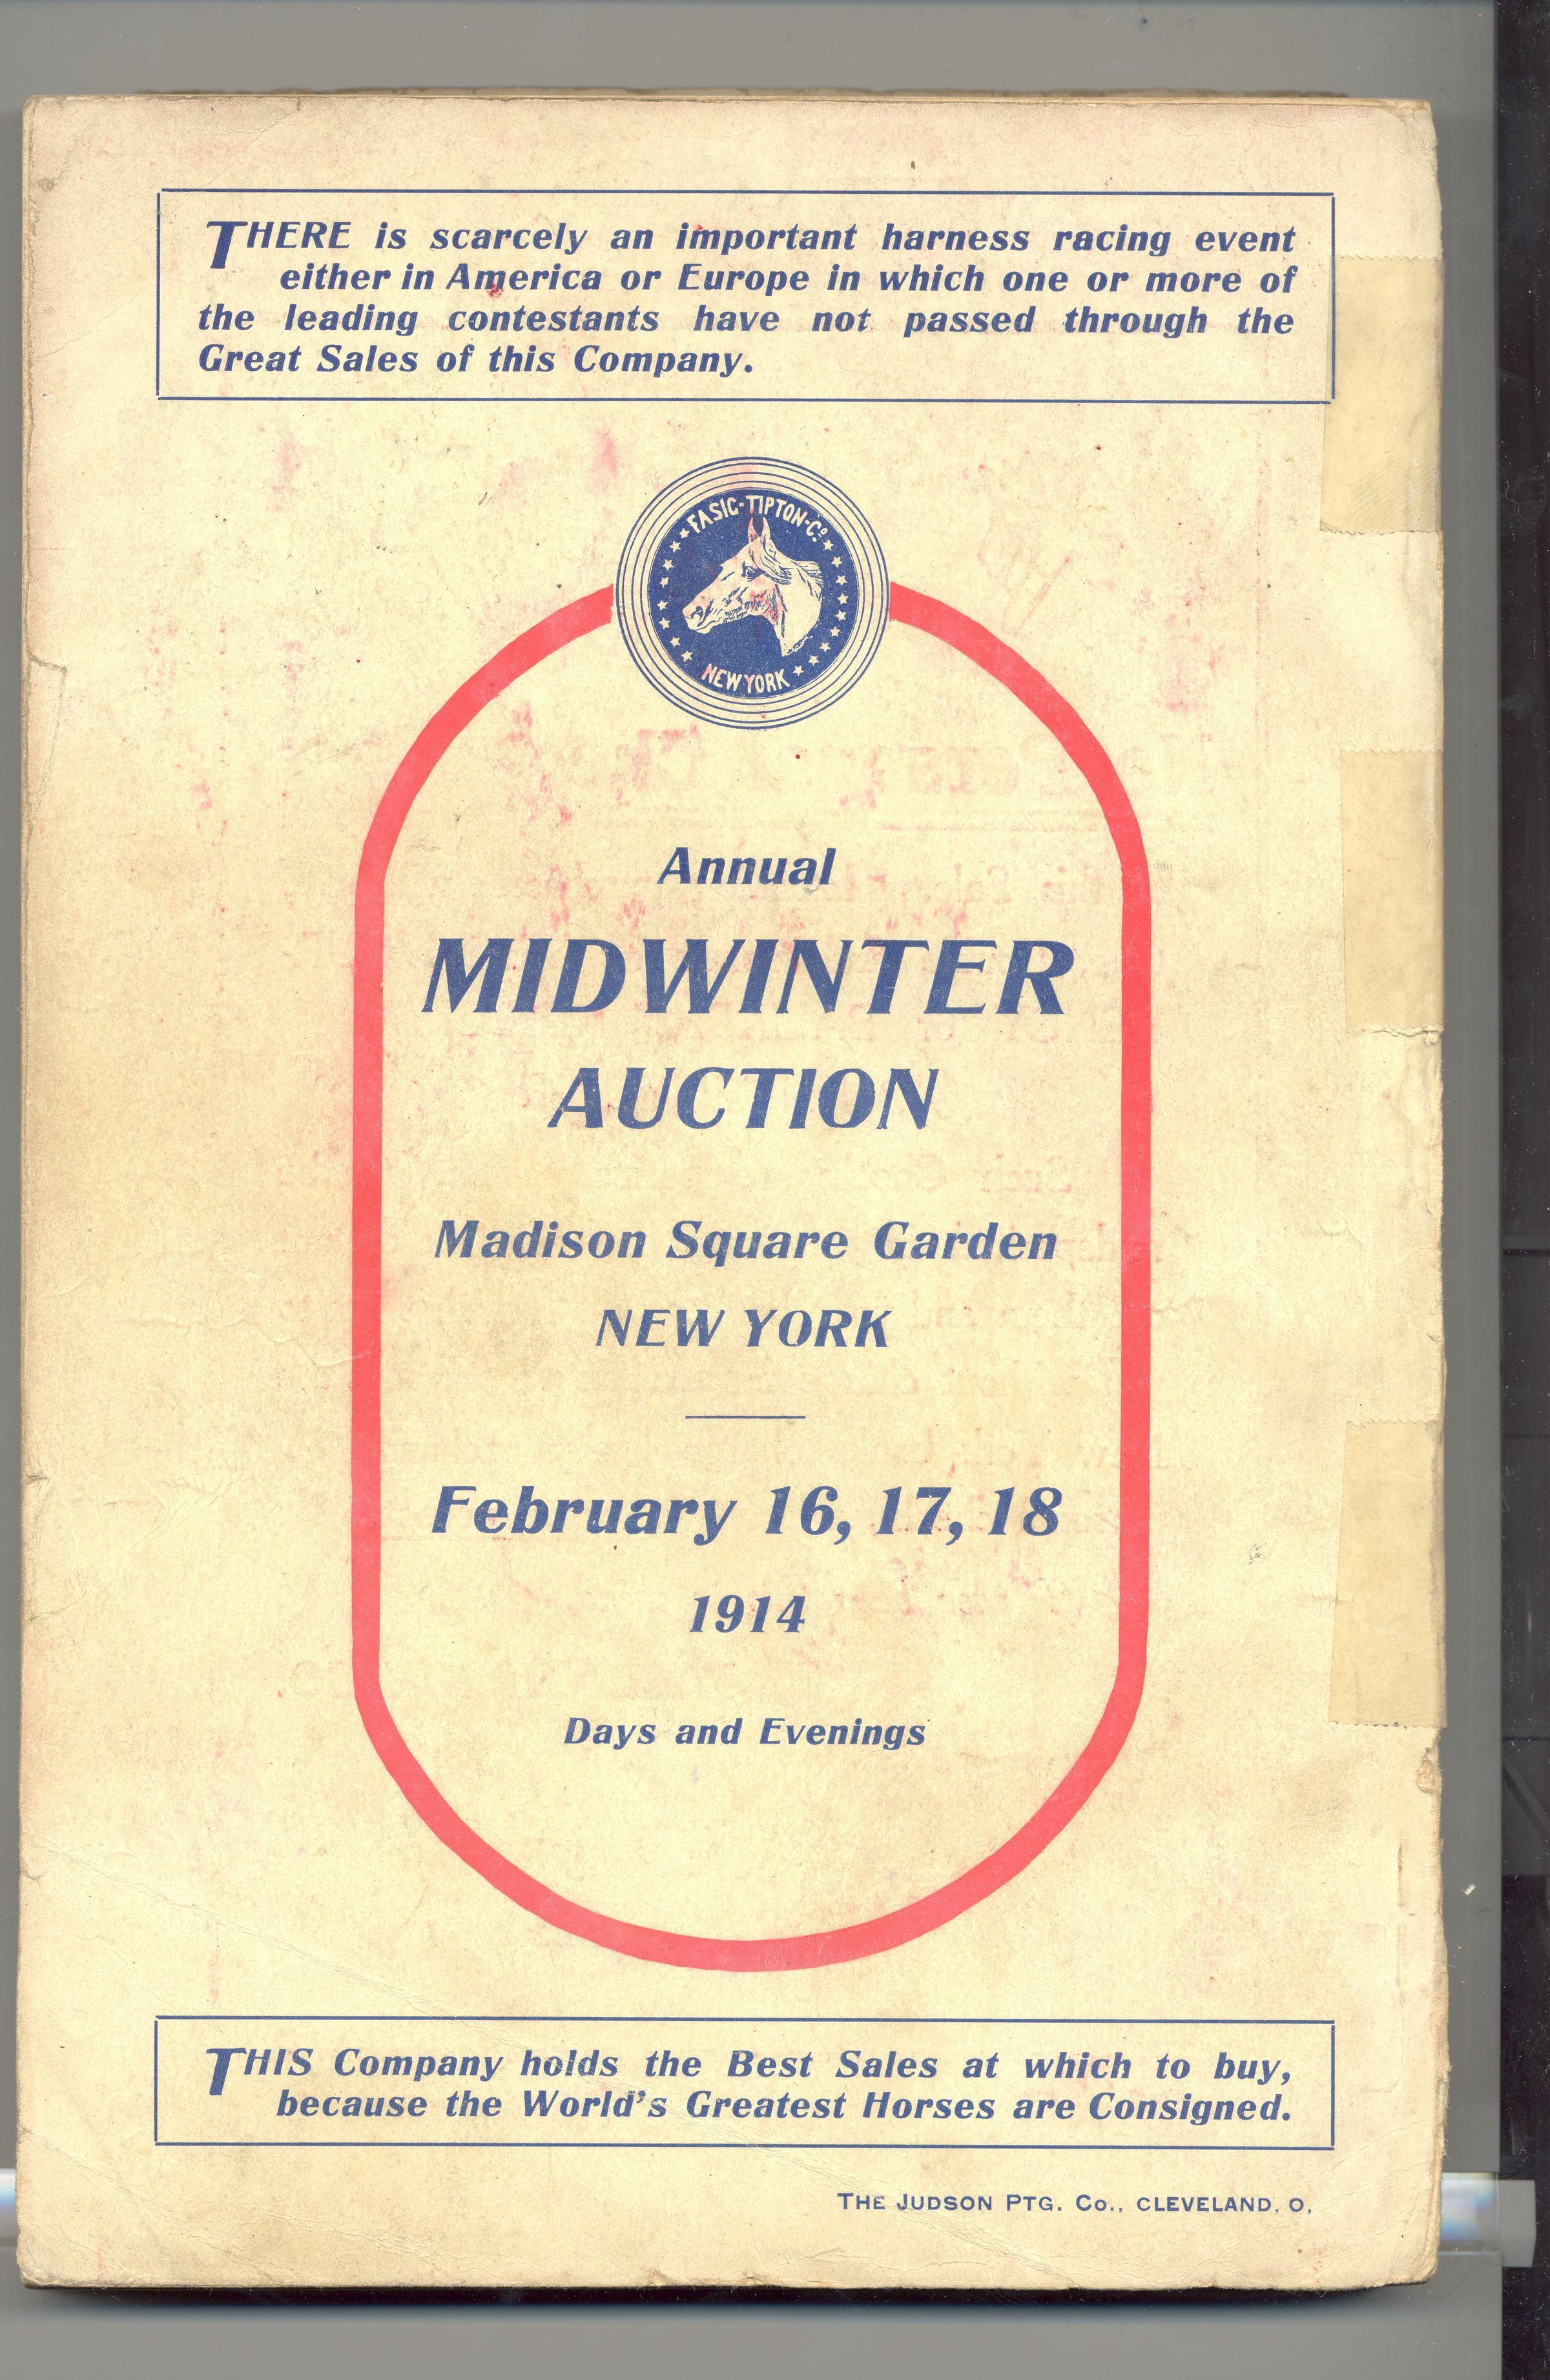 THERE is scarcely an important harness racing event
either in America or Europe in which one or more of
the leading contestants have not passed through the
Great Sales of this Company.
FASIG-TIPTON-Co.
NEW YORK
Annual
MIDWINTER
AUCTION
Madison Square Garden
NEW YORK
February 16, 17, 18
1914
Days and Evenings
THIS Company holds the Best Sales at which to buy,
because the World's Greatest Horses are Consigned.
THE JUDSON PTG. CO., CLEVELAND, O.